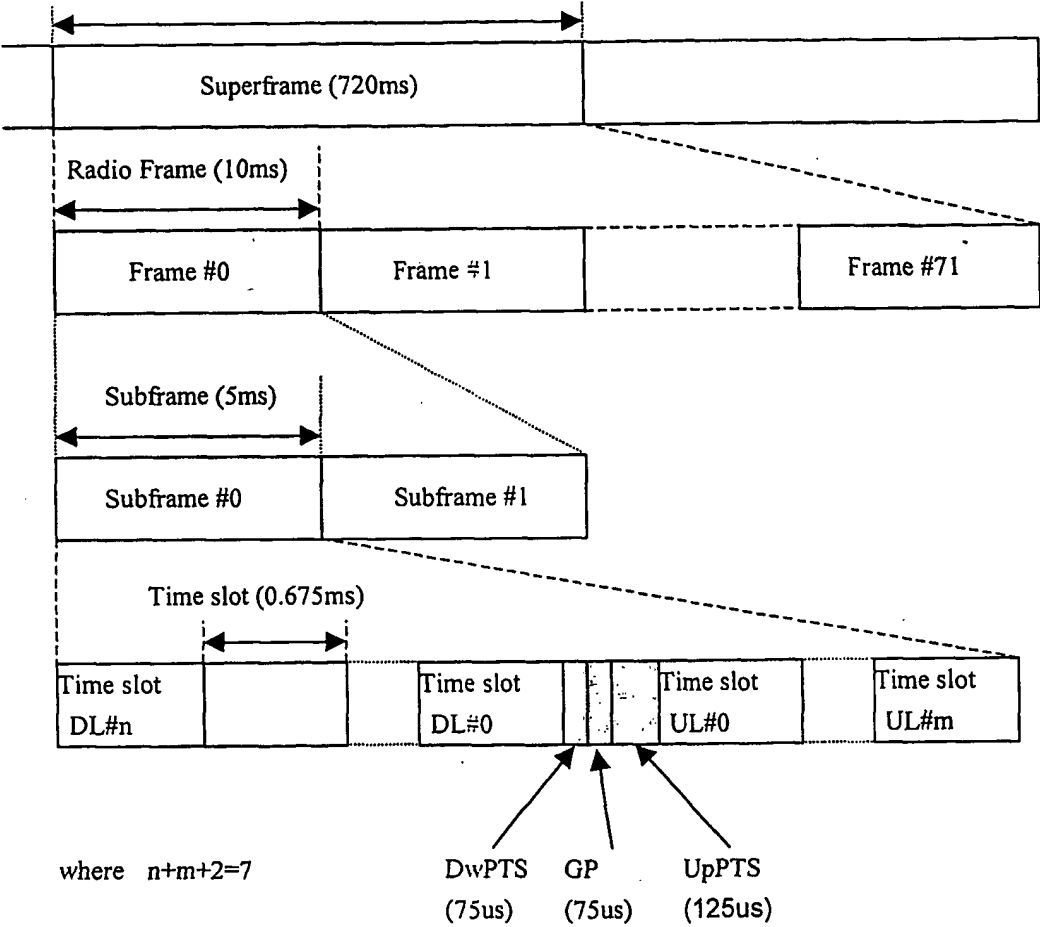 Superframe (720ms)
Radio Frame (10ms)
Frame #0
Frame #1
Frame #71
Subframe (5ms)
Subframe #0
Subframe #1
Time slot (0.675ms)
Time slot
DL#n
Time slot
DL#0
Time slot
UL#0
Time slot
UL#m
where n+m+2=7
DwPTS
(75us)
GP
(75us)
UpPTS
(125us)